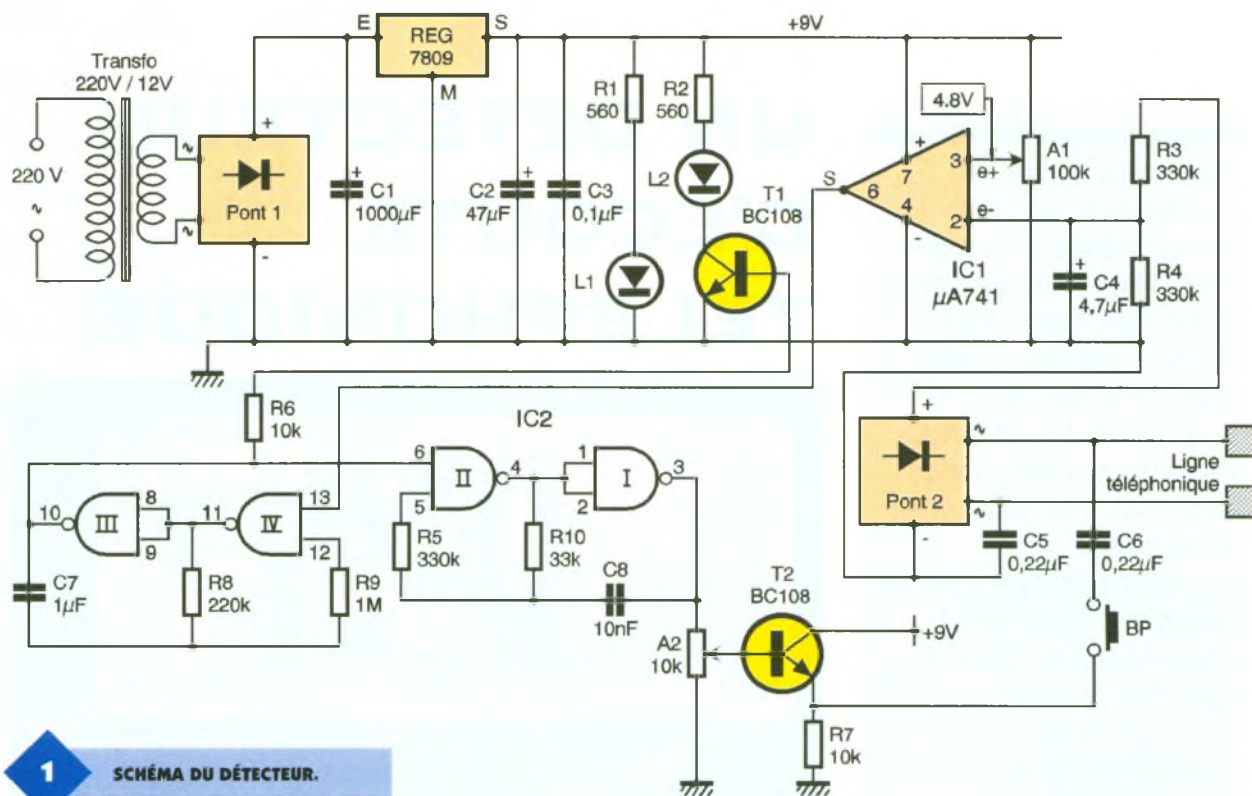 Transfo
220V / 12V
220 V
~
~
~
+
-
Pont 1
E
REG
7809
S
M
C1
1000µF
+
C2
47µF
+
C3
0,1µF
R1
560
R2
560
L1
L2
T1
BC108
+9V
4.8V
S
6
+
7
4
-
3
e+
2
e-
IC1
µA741
A1
100k
R3
330k
R4
330k
C4
4,7µF
+
R6
10k
IC2
10
III
8
9
11
IV
13
12
C7
1µF
R8
220k
R9
1M
6
5
II
4
1
2
I
3
R5
330k
R10
33k
C8
10nF
A2
10k
T2
BC108
+9V
R7
10k
+
~
~
-
Pont 2
Ligne
téléphonique
C5
0,22µF
C6
0,22µF
BP
1
SCHÉMA DU DÉTECTEUR.